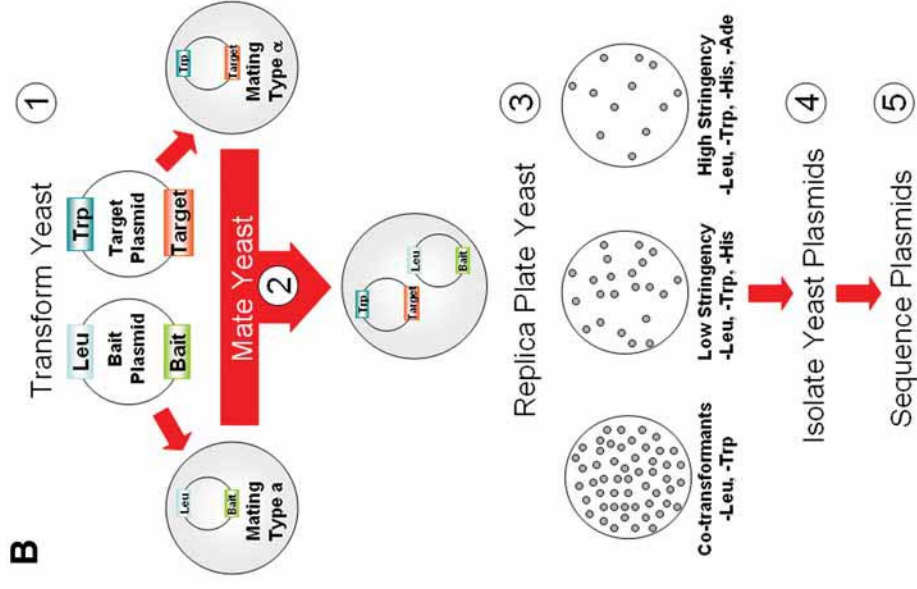 B
Transform Yeast
1
Leu
Bait
Plasmid
Bait
Trp
Target
Plasmid
Target
Leu
Bait
Mating
Type a
Trp
Target
Mating
Type α
Mate Yeast
2
Trp
Target
Leu
Bait
Replica Plate Yeast
3
Co-transformants
-Leu, -Trp
Low Stringency
-Leu, -Trp, -His
High Stringency
-Leu, -Trp, -His, -Ade
Isolate Yeast Plasmids
4
Sequence Plasmids
5